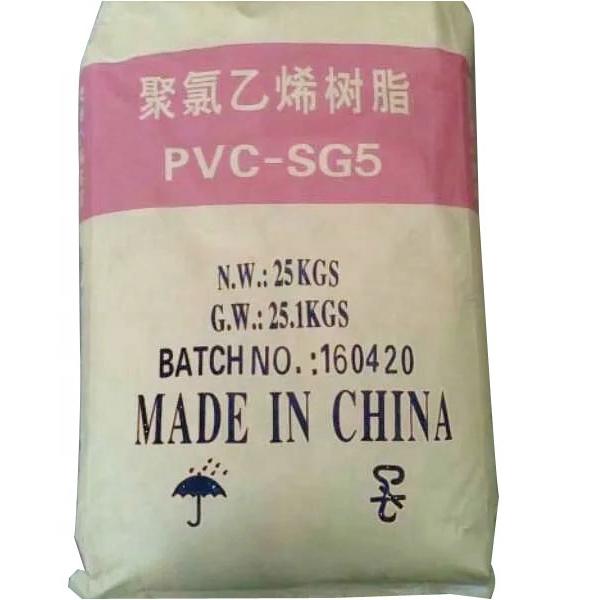 聚氯乙烯树脂
PVC-SG5
N.W.: 25KGS
G.W.: 25.1KGS
BATCH NO.:160420
MADE IN CHINA